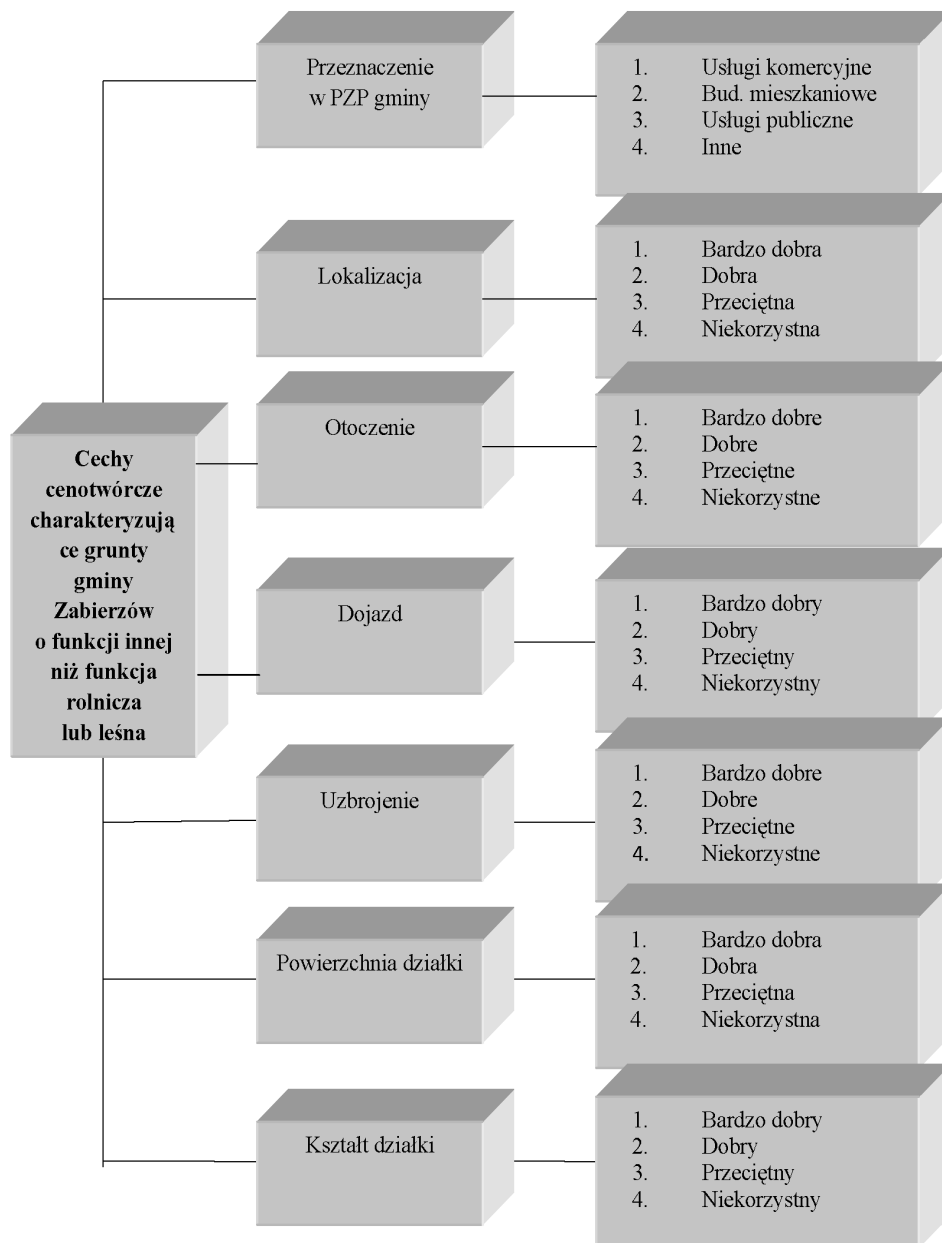 Przeznaczenie
w PZP gminy
1. Usługi komercyjne
2. Bud. mieszkaniowe
3. Usługi publiczne
4. Inne
Lokalizacja
1. Bardzo dobra
2. Dobra
3. Przeciętna
4. Niekorzystna
Otoczenie
1. Bardzo dobre
2. Dobre
3. Przeciętne
4. Niekorzystne
Cechy
cenotwórcze
charakteryzują
ce grunty
gminy
Zabierzów
o funkcji innej
niż funkcja
rolnicza
lub leśna
Dojazd
1. Bardzo dobry
2. Dobry
3. Przeciętny
4. Niekorzystny
Uzbrojenie
1. Bardzo dobre
2. Dobre
3. Przeciętne
4. Niekorzystne
Powierzchnia działki
1. Bardzo dobra
2. Dobra
3. Przeciętna
4. Niekorzystna
Kształt działki
1. Bardzo dobry
2. Dobry
3. Przeciętny
4. Niekorzystny